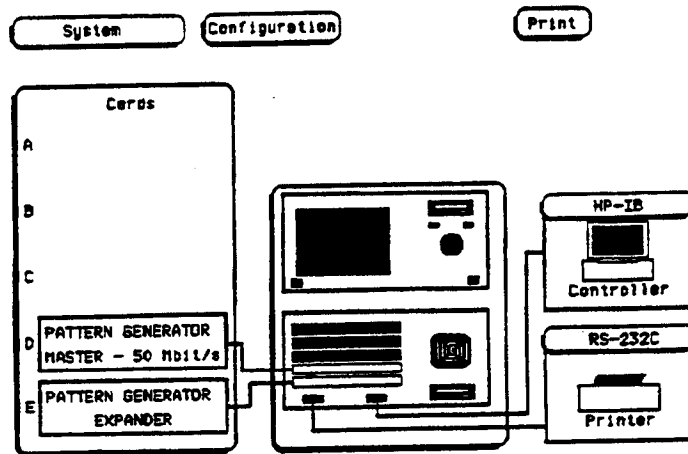 System
Configuration
Print
Cards
A
B
C
D
PATTERN GENERATOR
MASTER - 50 Mbit/s
E
PATTERN GENERATOR
EXPANDER
HP-IB
Controller
RS-232C
Printer